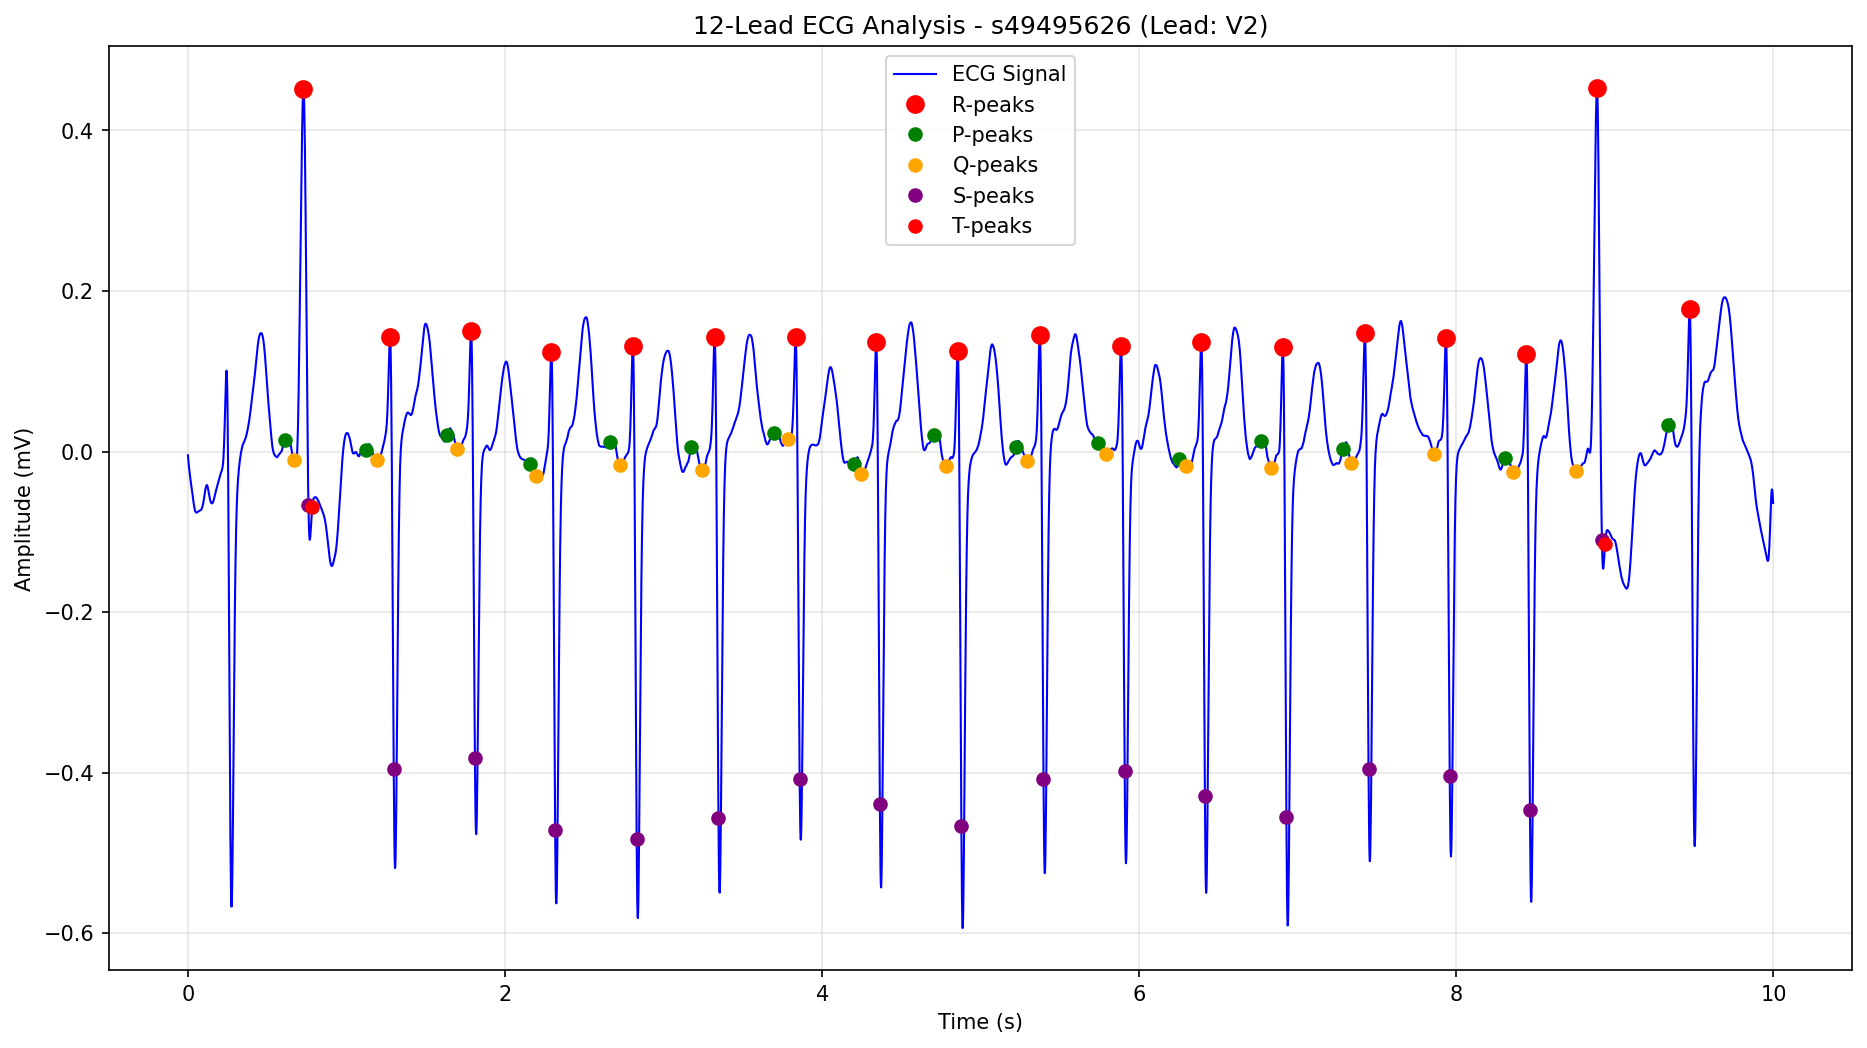 12-Lead ECG Analysis - s49495626 (Lead: V2)
ECG Signal
R-peaks
P-peaks
Q-peaks
S-peaks
T-peaks
Amplitude (mV)
0.4
0.2
0.0
−0.2
−0.4
−0.6
0 2 4 6 8 10
Time (s)